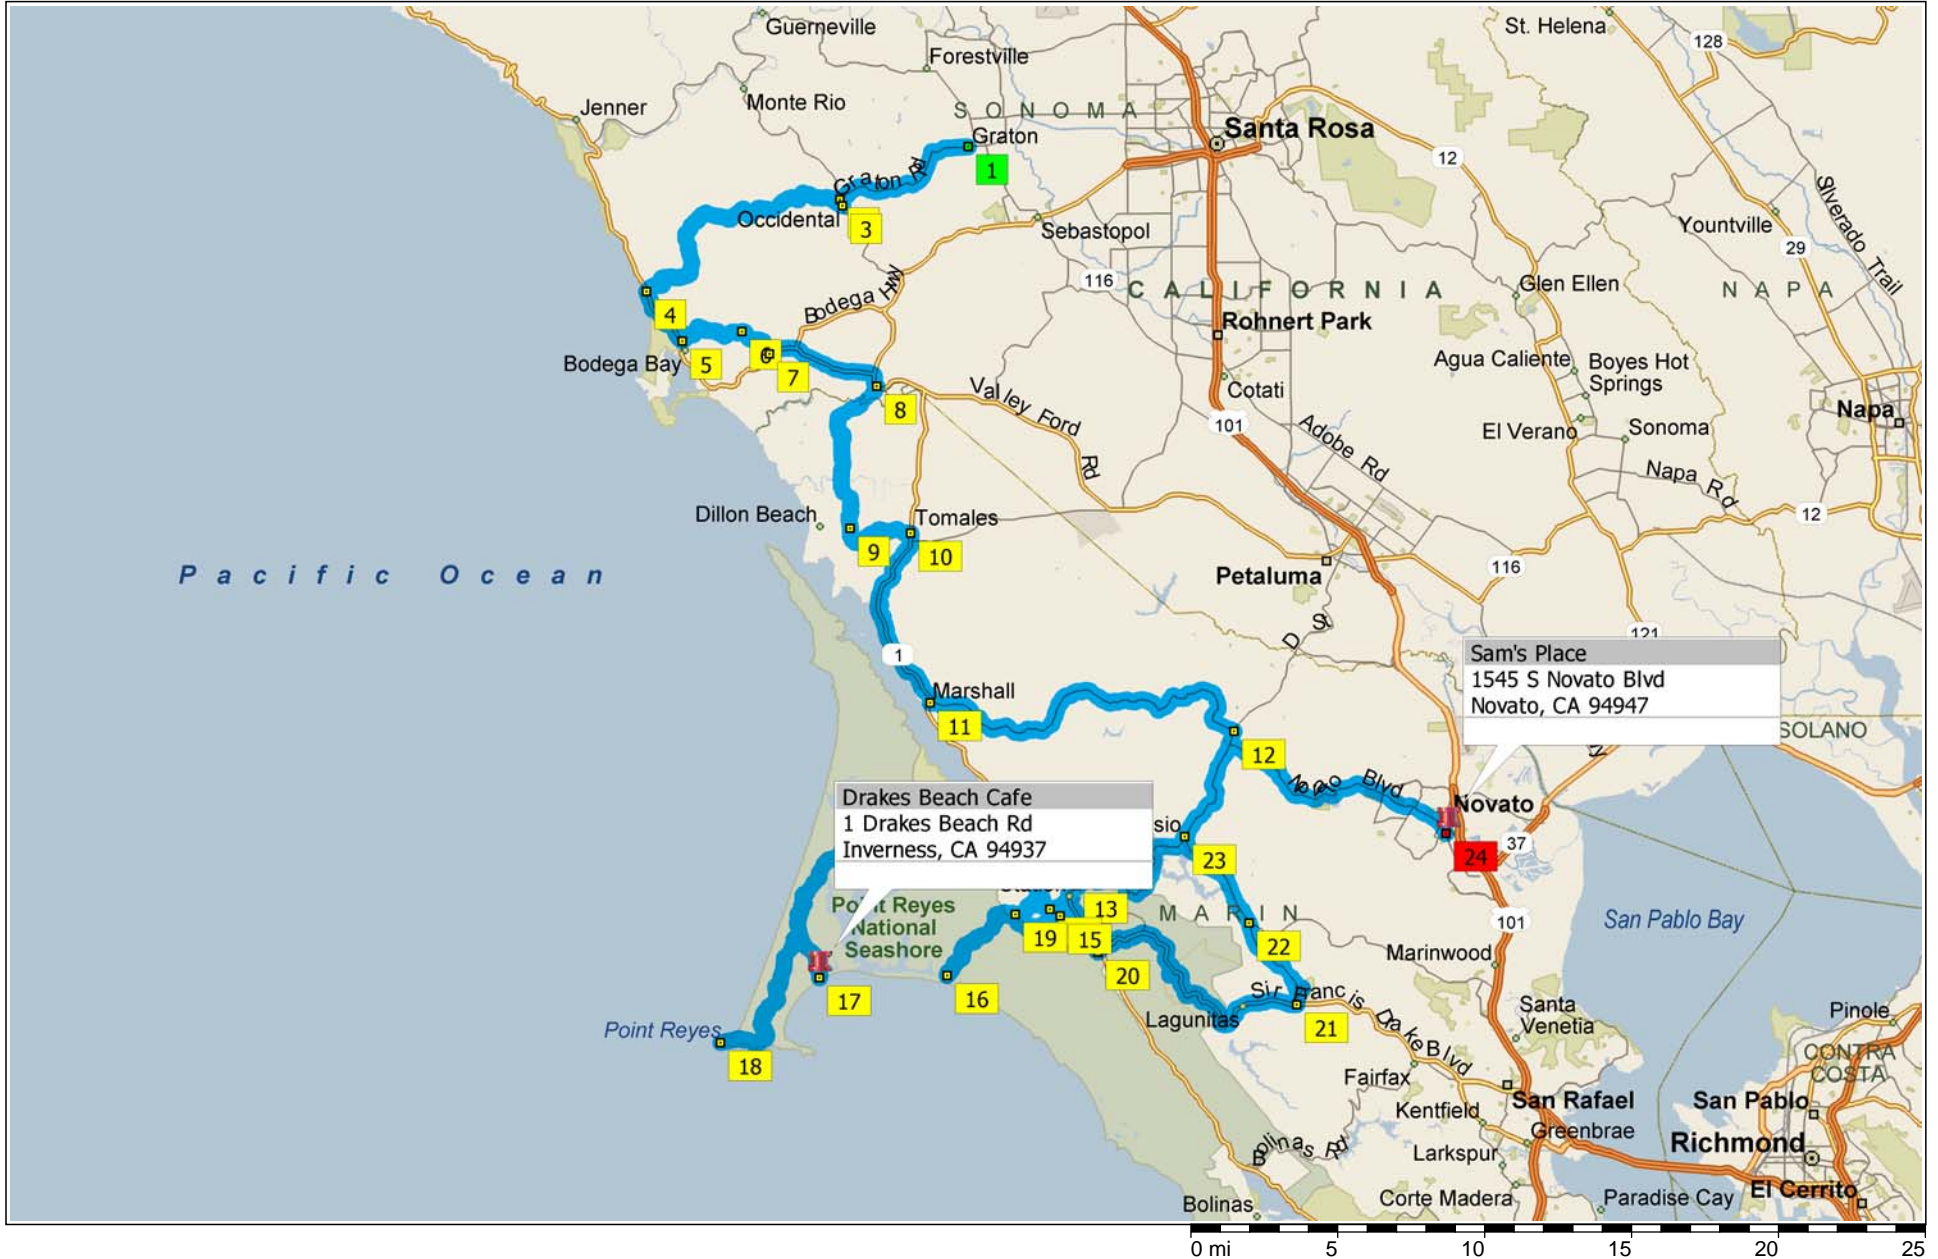 Guerneville
St. Helena
128
Forestville
Jenner
Monte Rio
SONOMA
Graton
Santa Rosa
1
12
Graton Rd
Silverado Trail
Occidental
3
Sebastopol
Yountville
29
Bodega Hwy
116
CALIFORNIA
Glen Ellen
NAPA
4
Rohnert Park
Bodega Bay
5
6
7
Agua Caliente
Boyes Hot
Springs
Cotati
8
Valley Ford Rd
101
Adobe Rd
El Verano
Sonoma
Napa
Napa Rd
Dillon Beach
Tomales
12
9
10
Pacific Ocean
Petaluma
116
D St
121
1
Sam's Place
1545 S Novato Blvd
Novato, CA 94947
Marshall
11
SOLANO
12
Blvd
Novato
Drakes Beach Cafe
1 Drakes Beach Rd
Inverness, CA 94937
sio
37
24
23
Point Reyes
National
Seashore
13
MARIN
101
San Pablo Bay
19
15
22
Marinwood
20
17
16
Sir Francis Drake Blvd
Lagunitas
21
Santa
Venetia
Pinole
Point Reyes
18
CONTRA
COSTA
Fairfax
San Rafael
San Pablo
Kentfield
Greenbrae
Richmond
Bolinas Rd
Larkspur
Corte Madera
Paradise Cay
El Cerrito
Bolinas
0 mi
5
10
15
20
25